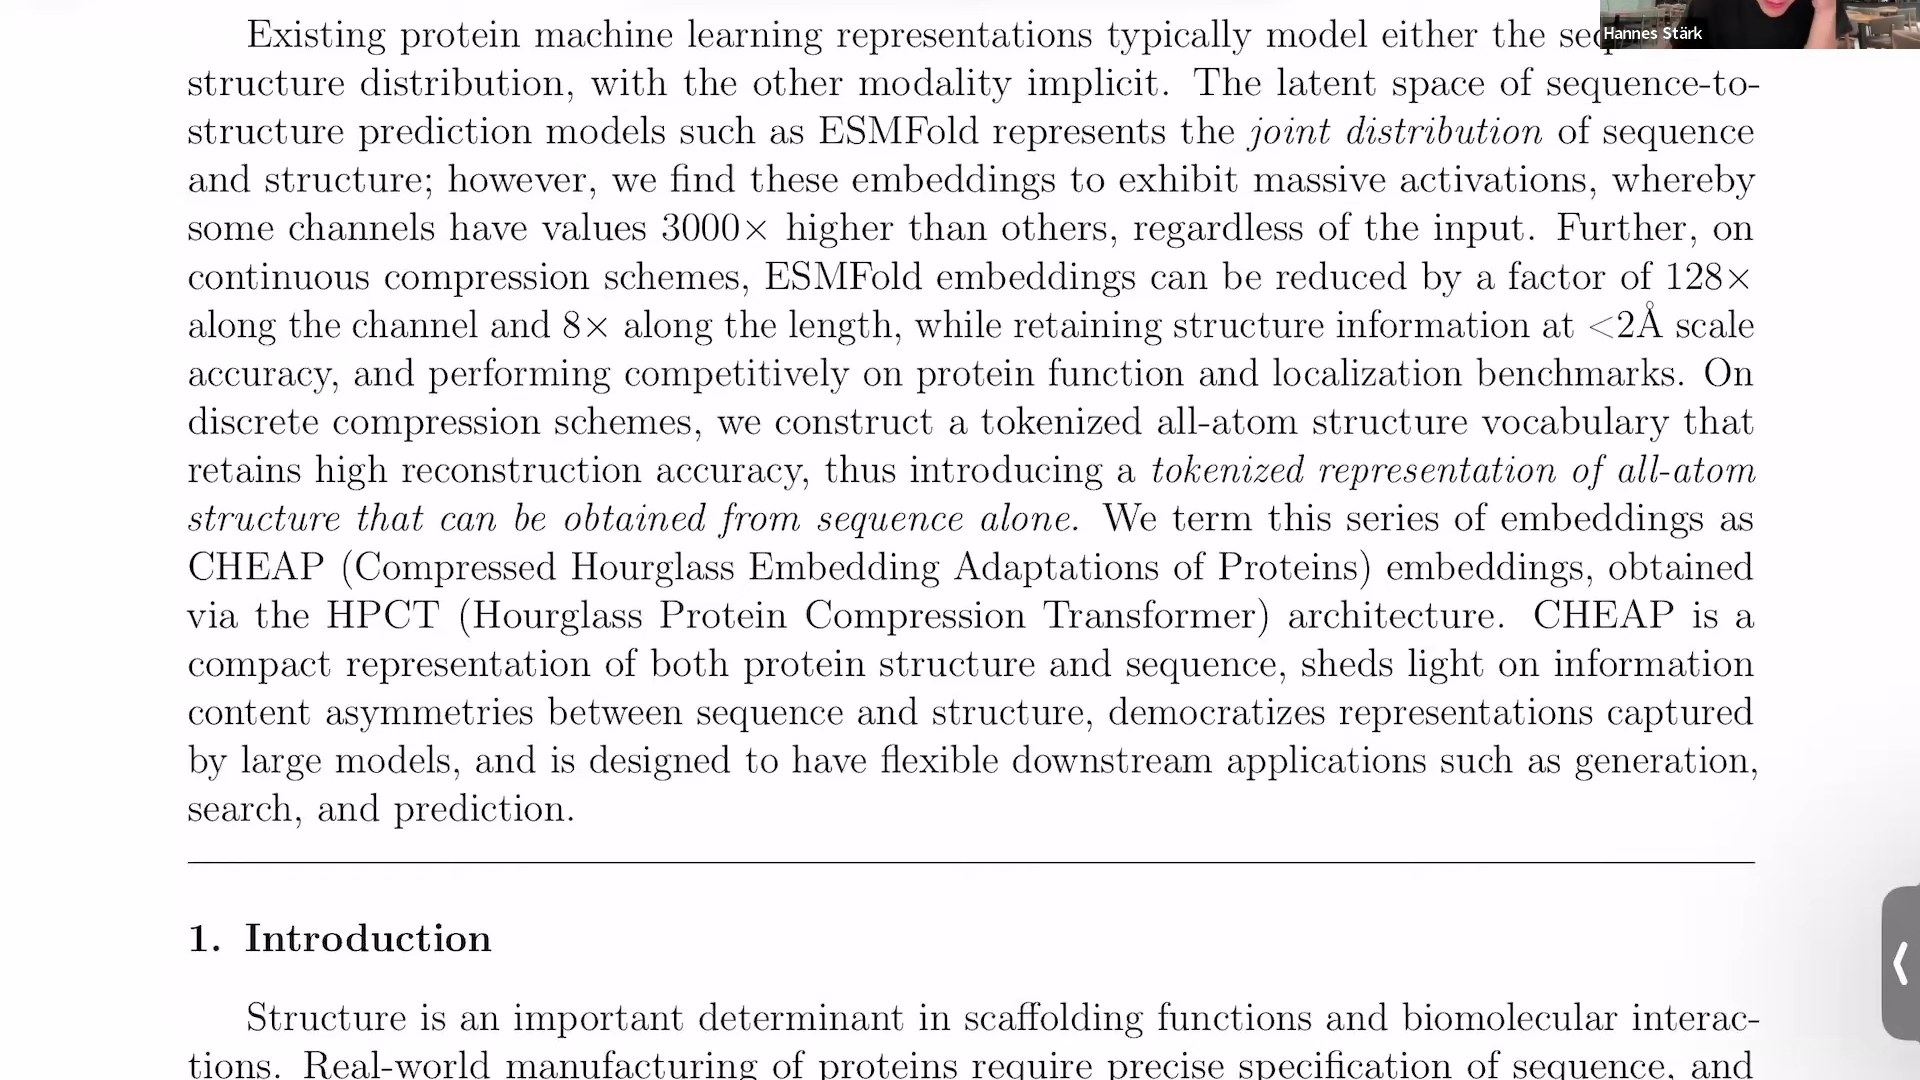 Existing protein machine learning representations typically model either the
Hannes Stärk
structure distribution, with the other modality implicit. The latent space of sequence-to-
structure prediction models such as ESMFold represents the joint distribution of sequence
and structure; however, we find these embeddings to exhibit massive activations, whereby
some channels have values 3000× higher than others, regardless of the input. Further, on
continuous compression schemes, ESMFold embeddings can be reduced by a factor of 128×
along the channel and 8× along the length, while retaining structure information at <2Å scale
accuracy, and performing competitively on protein function and localization benchmarks. On
discrete compression schemes, we construct a tokenized all-atom structure vocabulary that
retains high reconstruction accuracy, thus introducing a tokenized representation of all-atom
structure that can be obtained from sequence alone. We term this series of embeddings as
CHEAP (Compressed Hourglass Embedding Adaptations of Proteins) embeddings, obtained
via the HPCT (Hourglass Protein Compression Transformer) architecture. CHEAP is a
compact representation of both protein structure and sequence, sheds light on information
content asymmetries between sequence and structure, democratizes representations captured
by large models, and is designed to have flexible downstream applications such as generation,
search, and prediction.
1. Introduction
Structure is an important determinant in scaffolding functions and biomolecular interac-
tions. Real-world manufacturing of proteins require precise specification of sequence, and